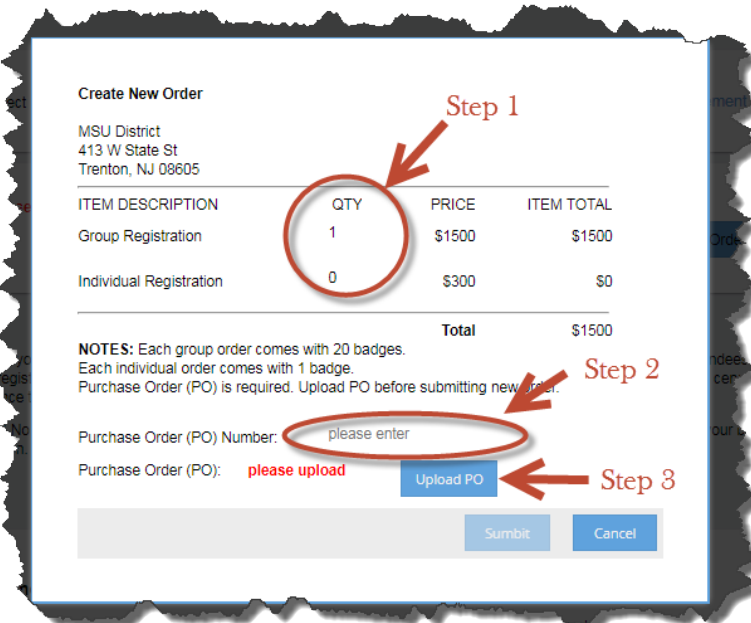 Create New Order
Step 1
MSU District
413 W State St
Trenton, NJ 08605
ITEM DESCRIPTION QTY PRICE ITEM TOTAL
Group Registration 1 $1500 $1500
Individual Registration 0 $300 $0
Total $1500
NOTES: Each group order comes with 20 badges.
Each individual order comes with 1 badge.
Step 2
Purchase Order (PO) is required. Upload PO before submitting new order.
Purchase Order (PO) Number: please enter
Purchase Order (PO): please upload Upload PO Step 3
Sumbit Cancel